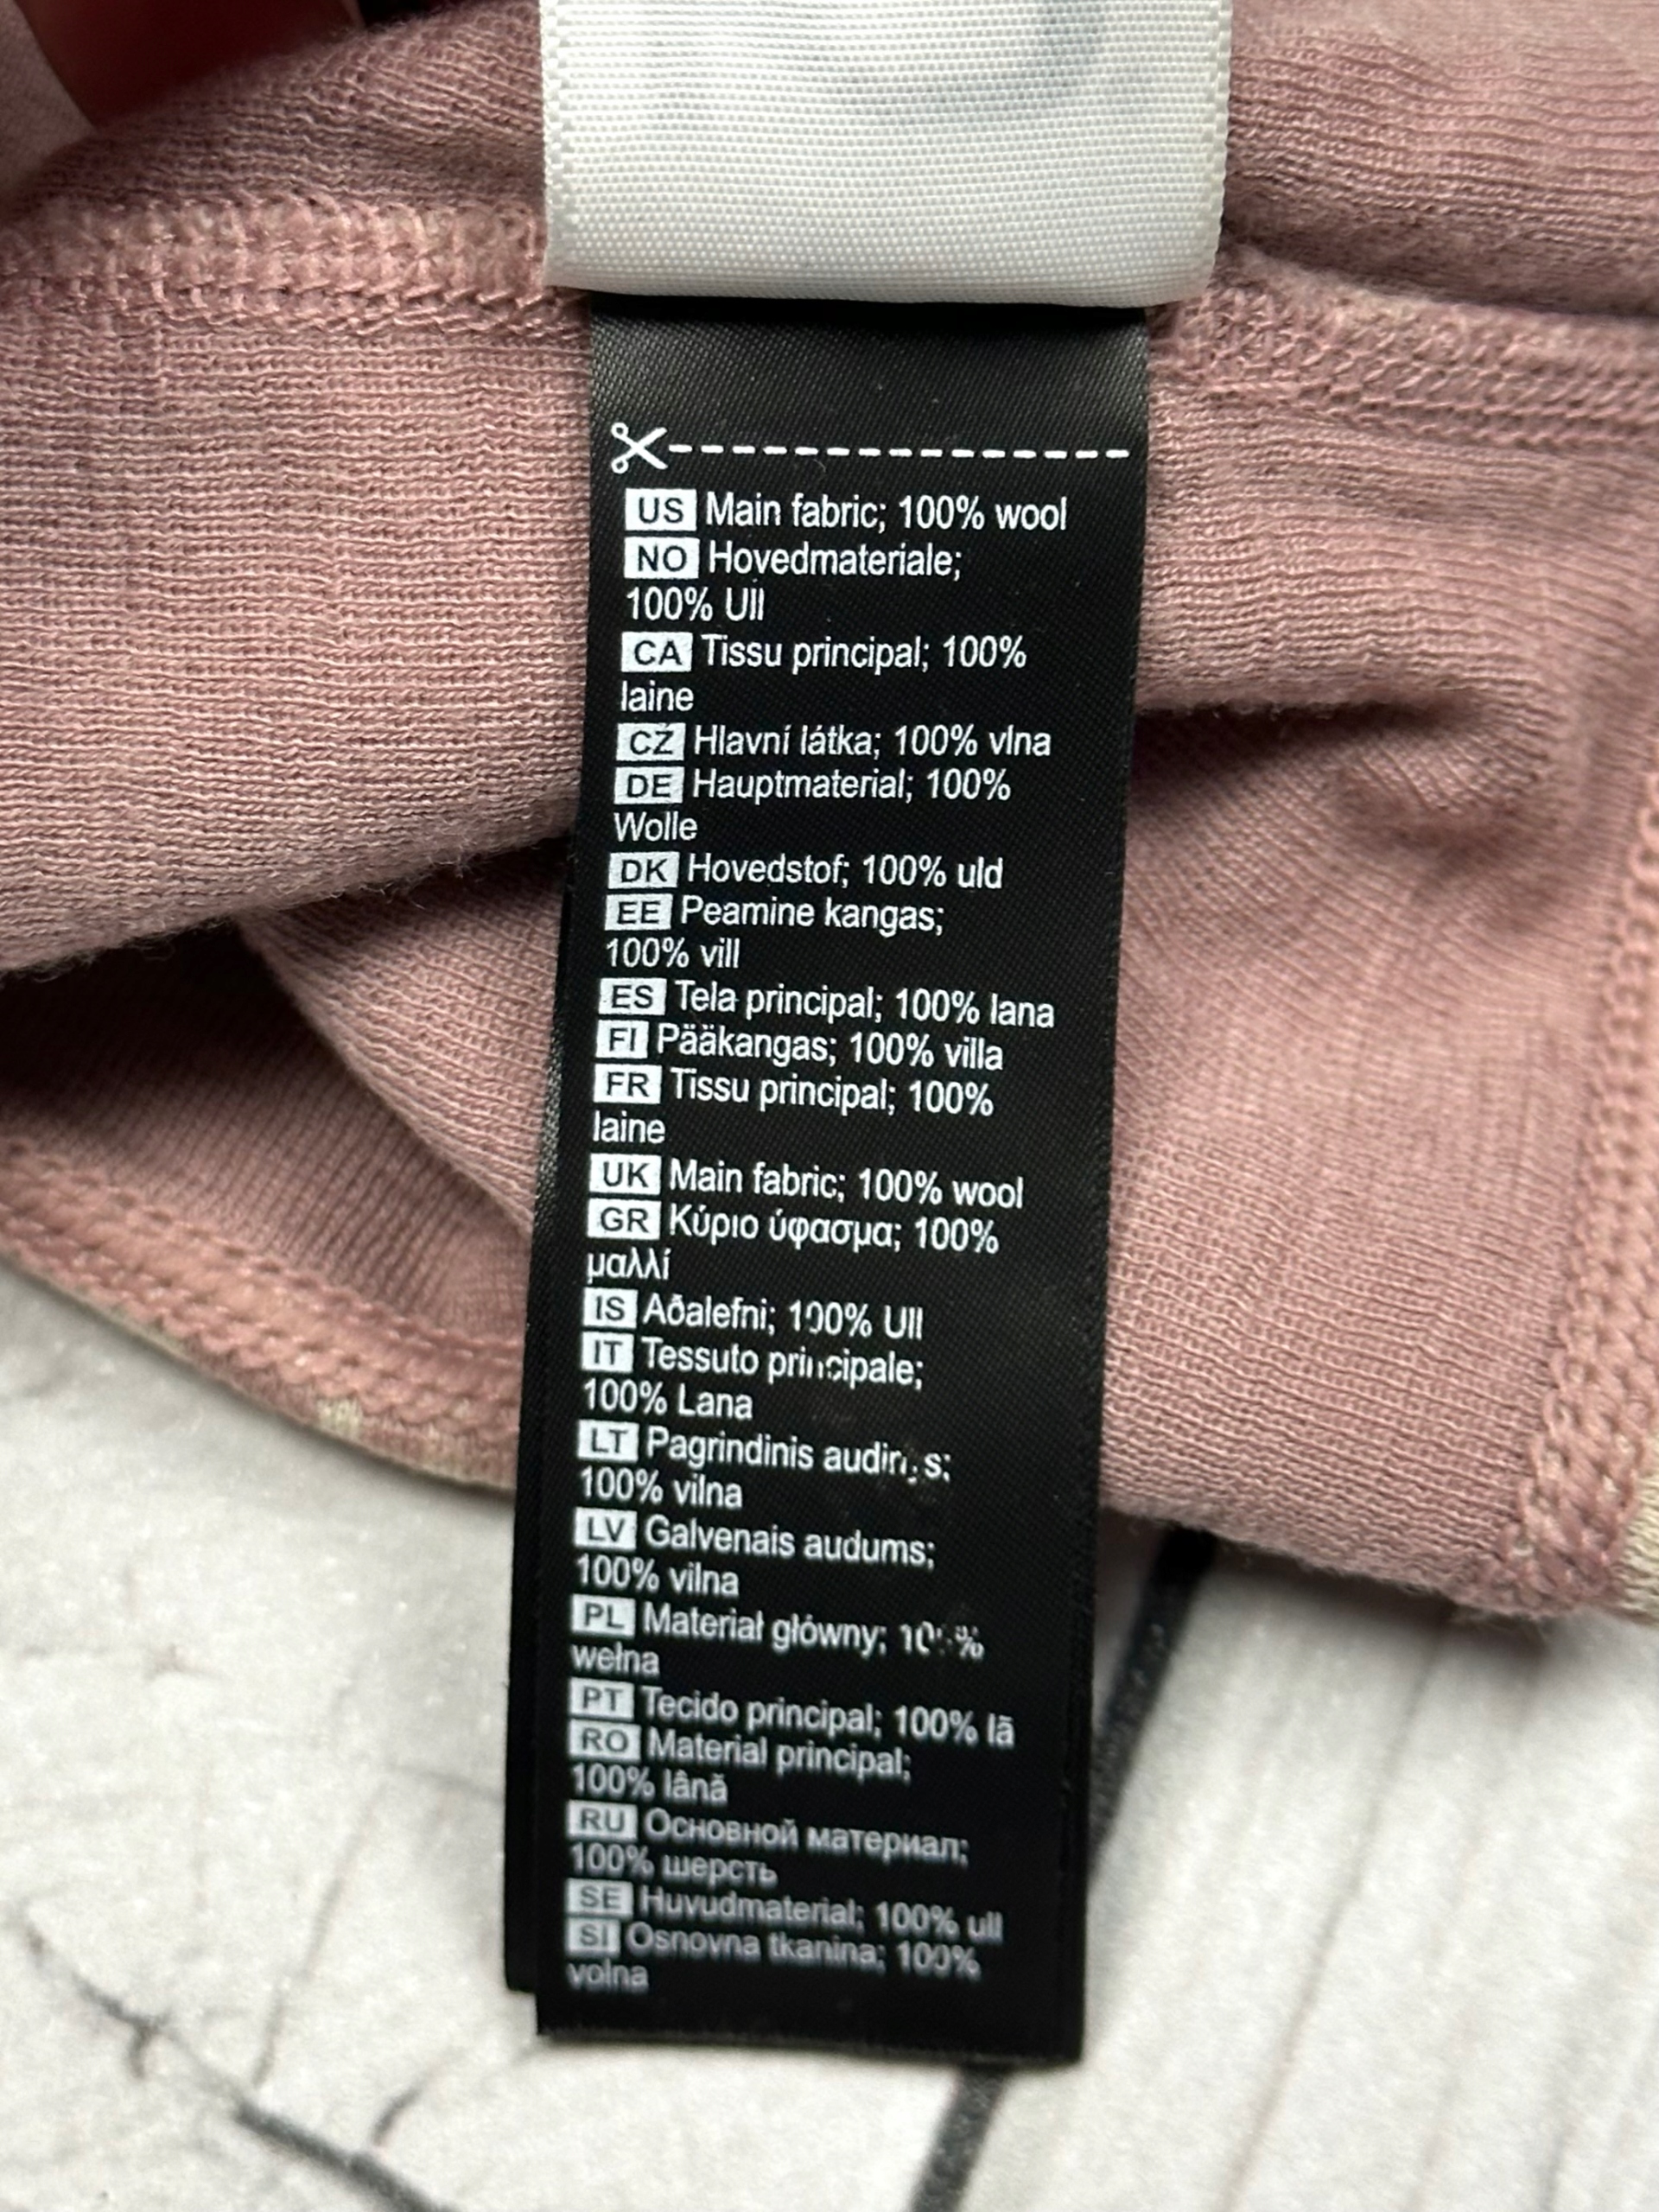 US Main fabric; 100% wool
NO Hovedmateriale;
100% Ull
CA Tissu principal; 100%
laine
CZ Hlavní látka; 100% vlna
DE Hauptmaterial; 100%
Wolle
DK Hovedstof; 100% uld
EE Peamine kangas;
100% vill
ES Tela principal; 100% lana
FI Pääkangas; 100% villa
FR Tissu principal; 100%
laine
UK Main fabric; 100% wool
GR Κύριο ύφασμα; 100%
μαλλί
IS Aðalefni; 100% Ull
IT Tessuto principale;
100% Lana
LT Pagrindinis
100% vilna
LV Galvenais audums;
100% vilna
PL Materiał główny; 100%
wełna
PT Tecido principal; 100% lã
RO Material principal;
100% lână
RU Основной материал;
100% шерсть
SE Huvudmaterial; 100% ull
SI Osnovna tkanina; 100%
volna